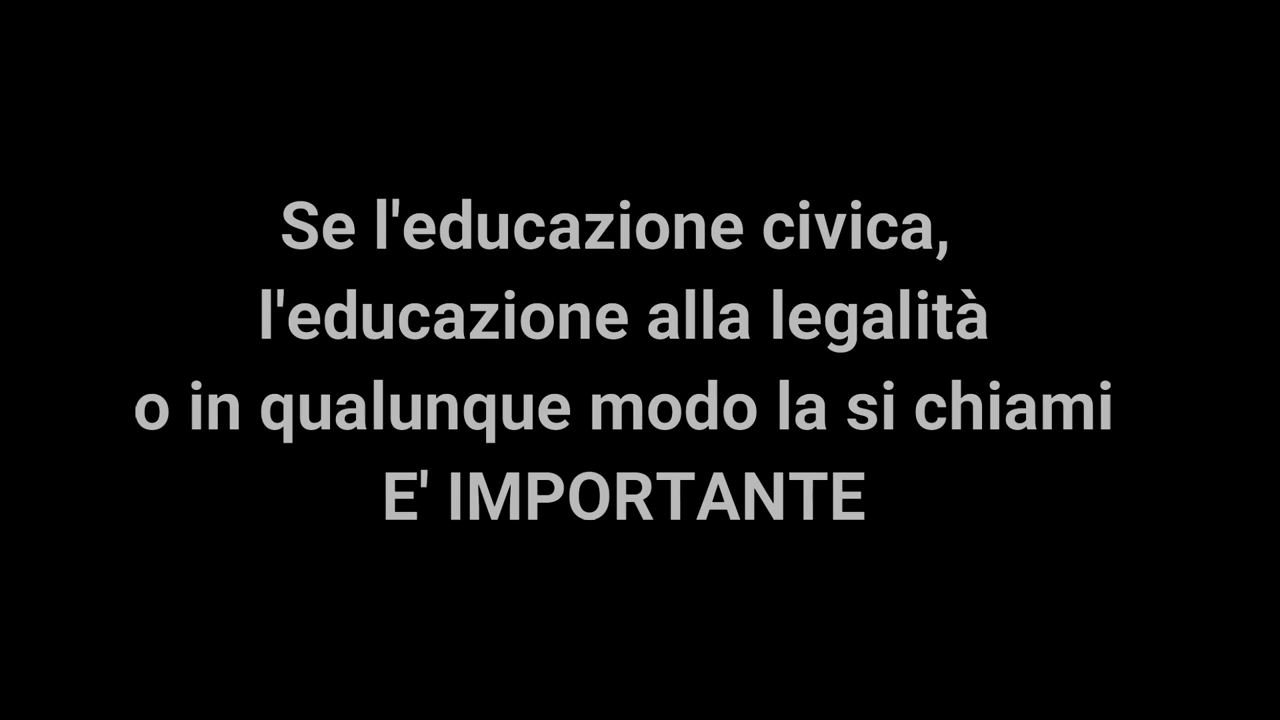 Se l'educazione civica,
l'educazione alla legalità
o in qualunque modo la si chiami
E' IMPORTANTE